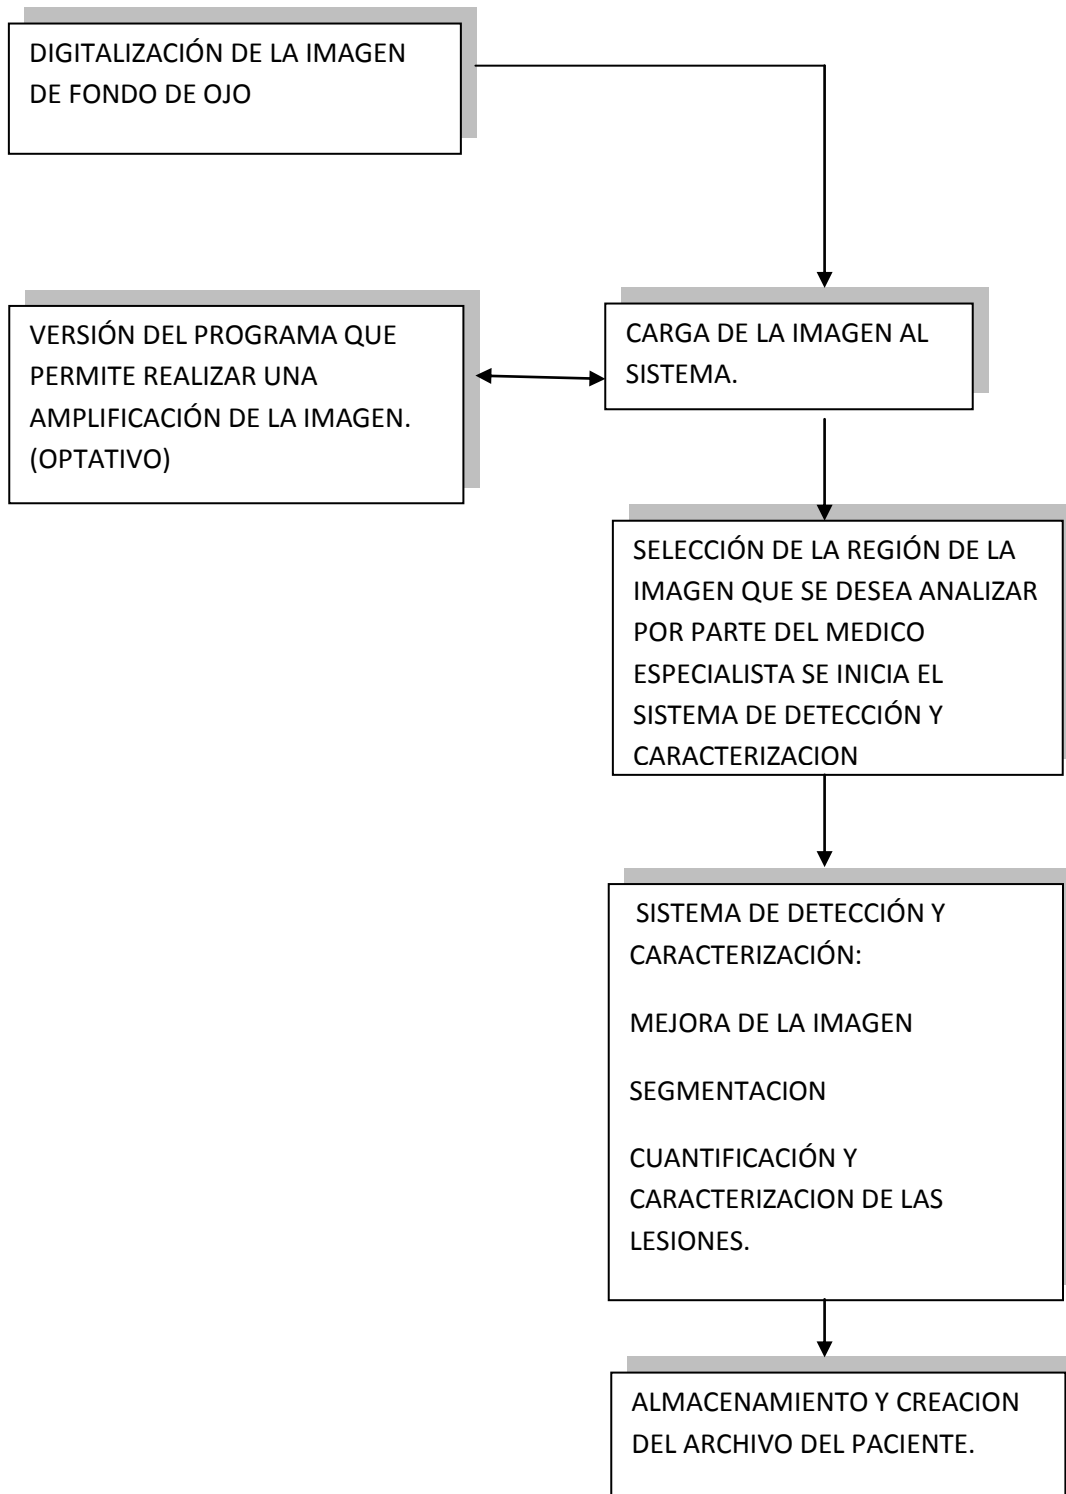 DIGITALIZACIÓN DE LA IMAGEN
DE FONDO DE OJO
VERSIÓN DEL PROGRAMA QUE
PERMITE REALIZAR UNA
AMPLIFICACIÓN DE LA IMAGEN.
(OPTATIVO)
CARGA DE LA IMAGEN AL
SISTEMA.
SELECCIÓN DE LA REGIÓN DE LA
IMAGEN QUE SE DESEA ANALIZAR
POR PARTE DEL MEDICO
ESPECIALISTA SE INICIA EL
SISTEMA DE DETECCIÓN Y
CARACTERIZACION
SISTEMA DE DETECCIÓN Y
CARACTERIZACIÓN:
MEJORA DE LA IMAGEN
SEGMENTACION
CUANTIFICACIÓN Y
CARACTERIZACION DE LAS
LESIONES.
ALMACENAMIENTO Y CREACION
DEL ARCHIVO DEL PACIENTE.